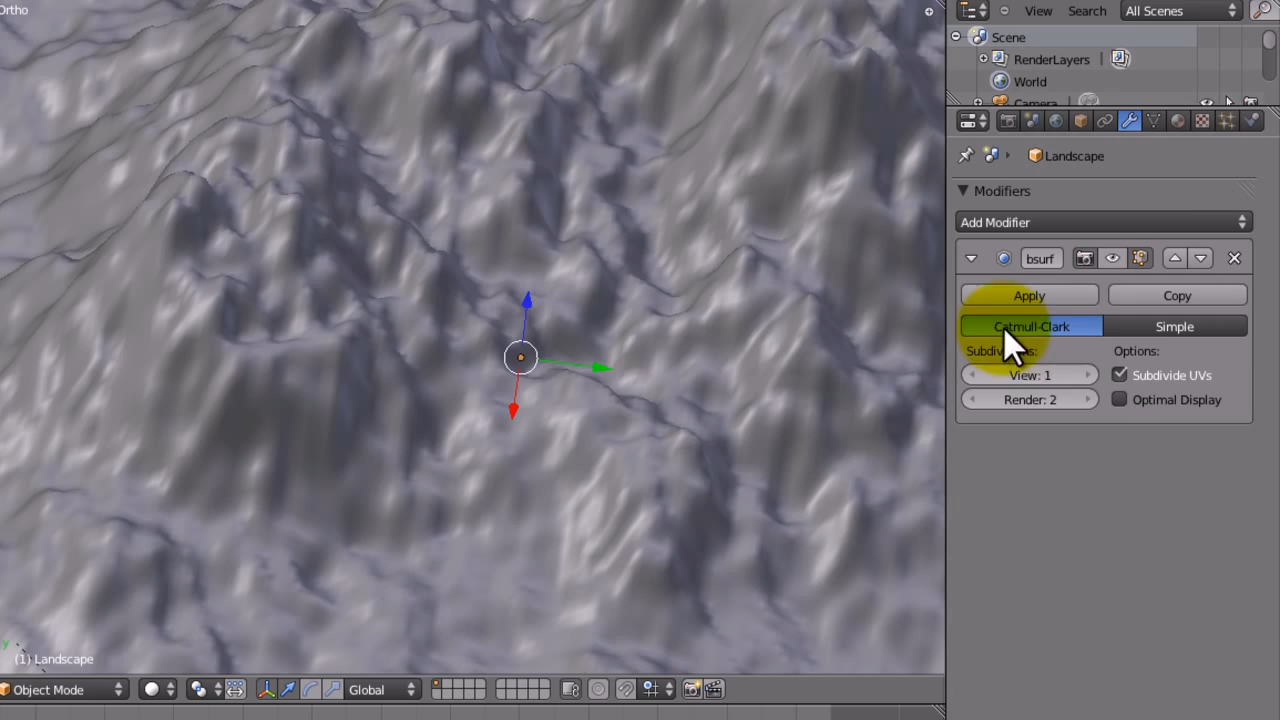 Ortho
View Search All Scenes
Scene
RenderLayers
World
Camera
Landscape
Modifiers
Add Modifier
bsurf
Apply Copy
Catmull-Clark Simple
Options:
View: 1 Subdivide UVs
Render: 2 Optimal Display
y
(1) Landscape
Object Mode Global